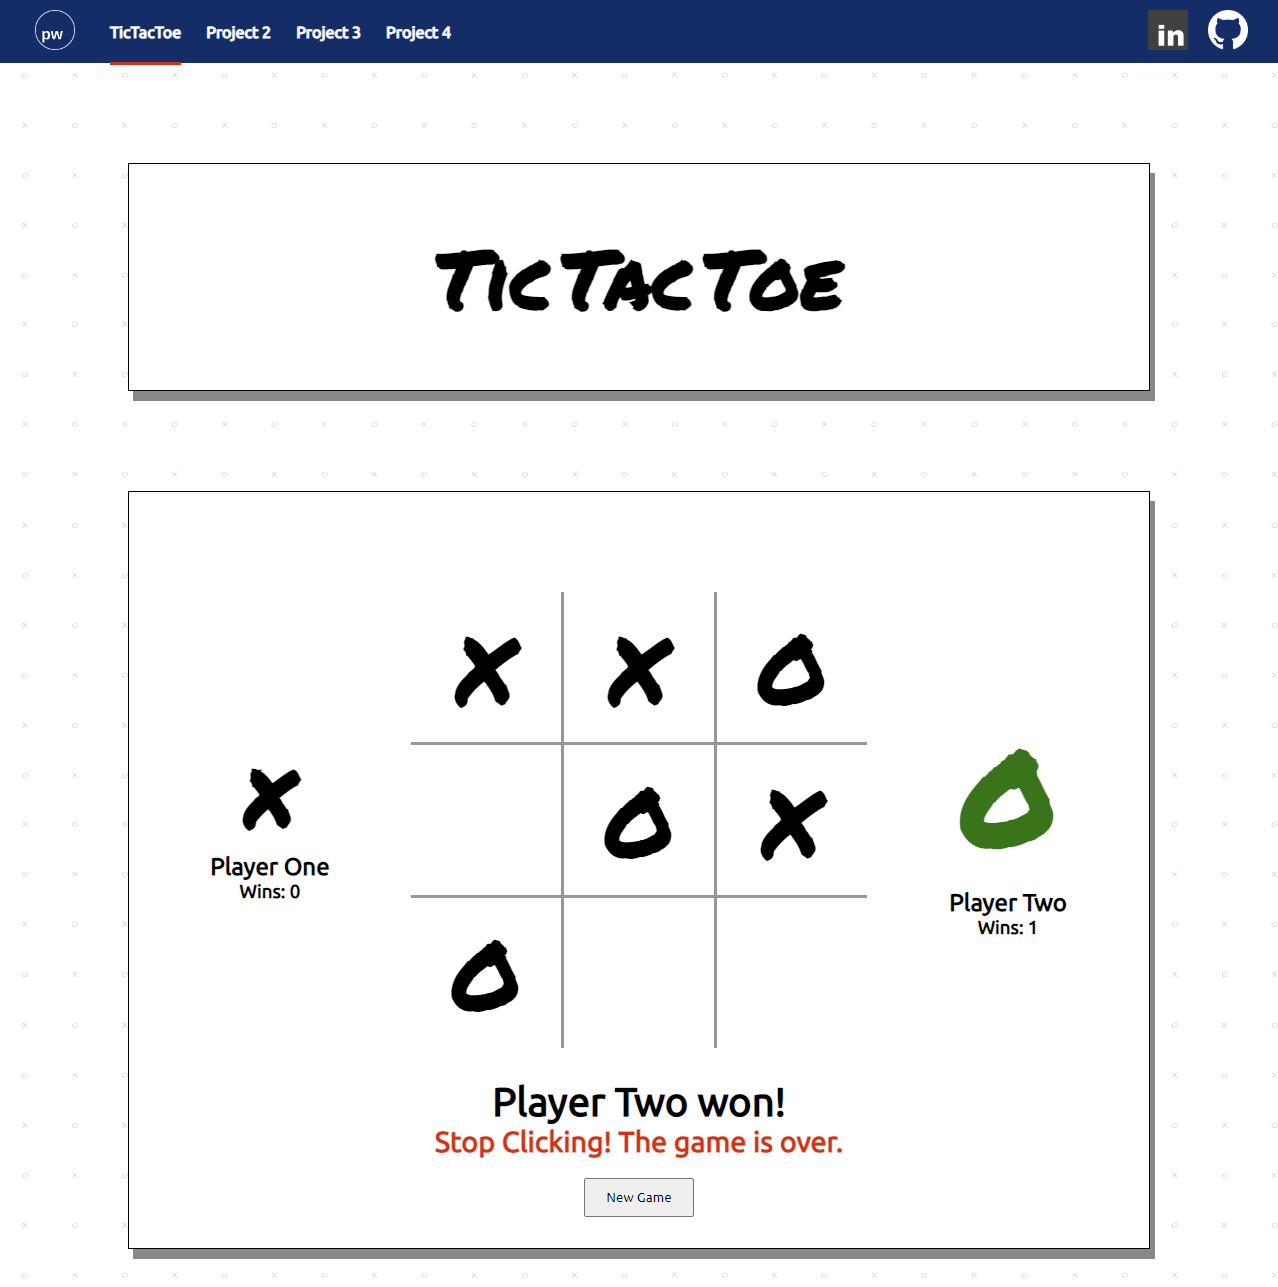 pw TicTacToe Project 2 Project 3 Project 4 in
TicTacToe
X X O
O X
O
X
Player One
Wins: 0
O
Player Two
Wins: 1
Player Two won!
Stop Clicking! The game is over.
New Game